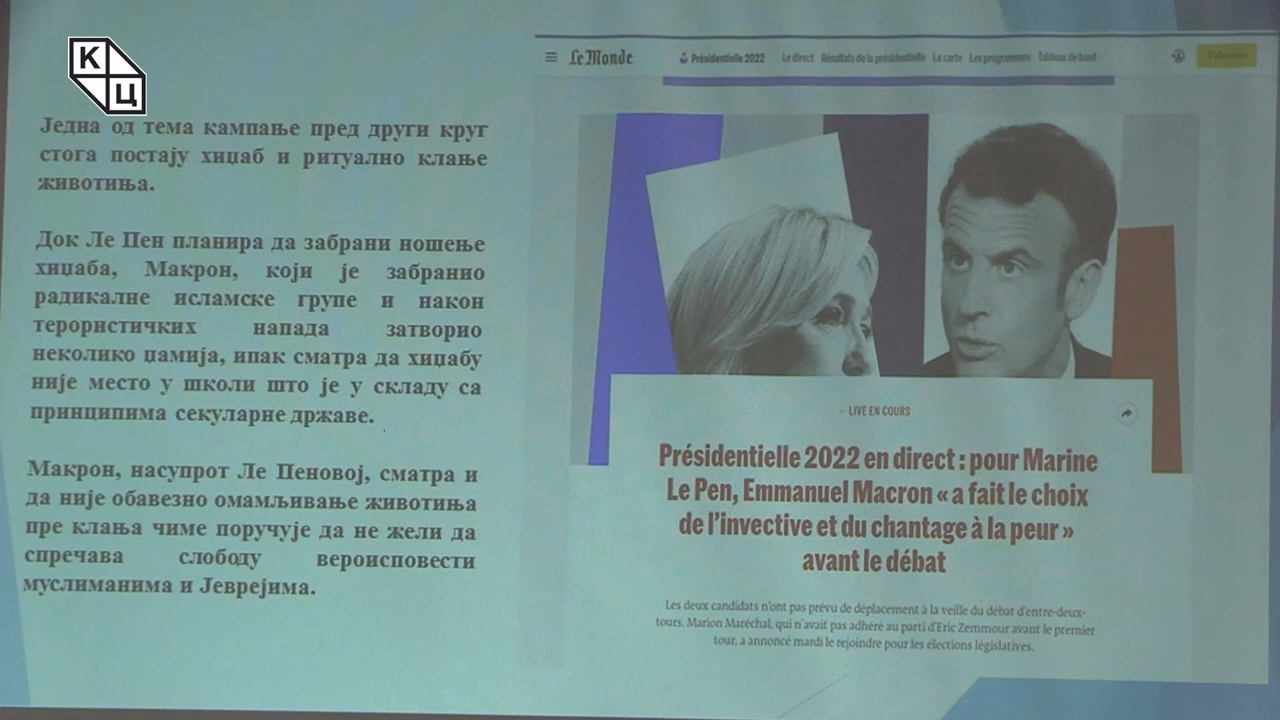 К
Ц
Једна од тема кампање пред други круг
стога постају хиџаб и ритуално клање
животиња.
Док Ле Пен планира да забрани ношење
хиџаба, Макрон, који је забранио
радикалне исламске групе и након
терористичких напада затворио
неколико џамија, ипак сматра да хиџабу
није место у школи што је у складу са
принципима секуларне државе.
Макрон, насупрот Ле Пеновој, сматра и
да није обавезно омамљивање животиња
пре клања чиме поручује да не жели да
спречава слободу вероисповести
муслиманима и Јеврејима.
Le Monde
Présidentielle 2022 Le direct Résultats de la présidentielle La carte Les programmes Tableau de bord
LIVE EN COURS
Présidentielle 2022 en direct : pour Marine
Le Pen, Emmanuel Macron « a fait le choix
de l'invective et du chantage à la peur »
avant le débat
Les deux candidats n'ont pas prévu de déplacement à la veille du débat d'entre-deux-
tours. Marion Maréchal, qui n'avait pas adhéré au parti d'Eric Zemmour avant le premier
tour, a annoncé mardi le rejoindre pour les élections législatives.